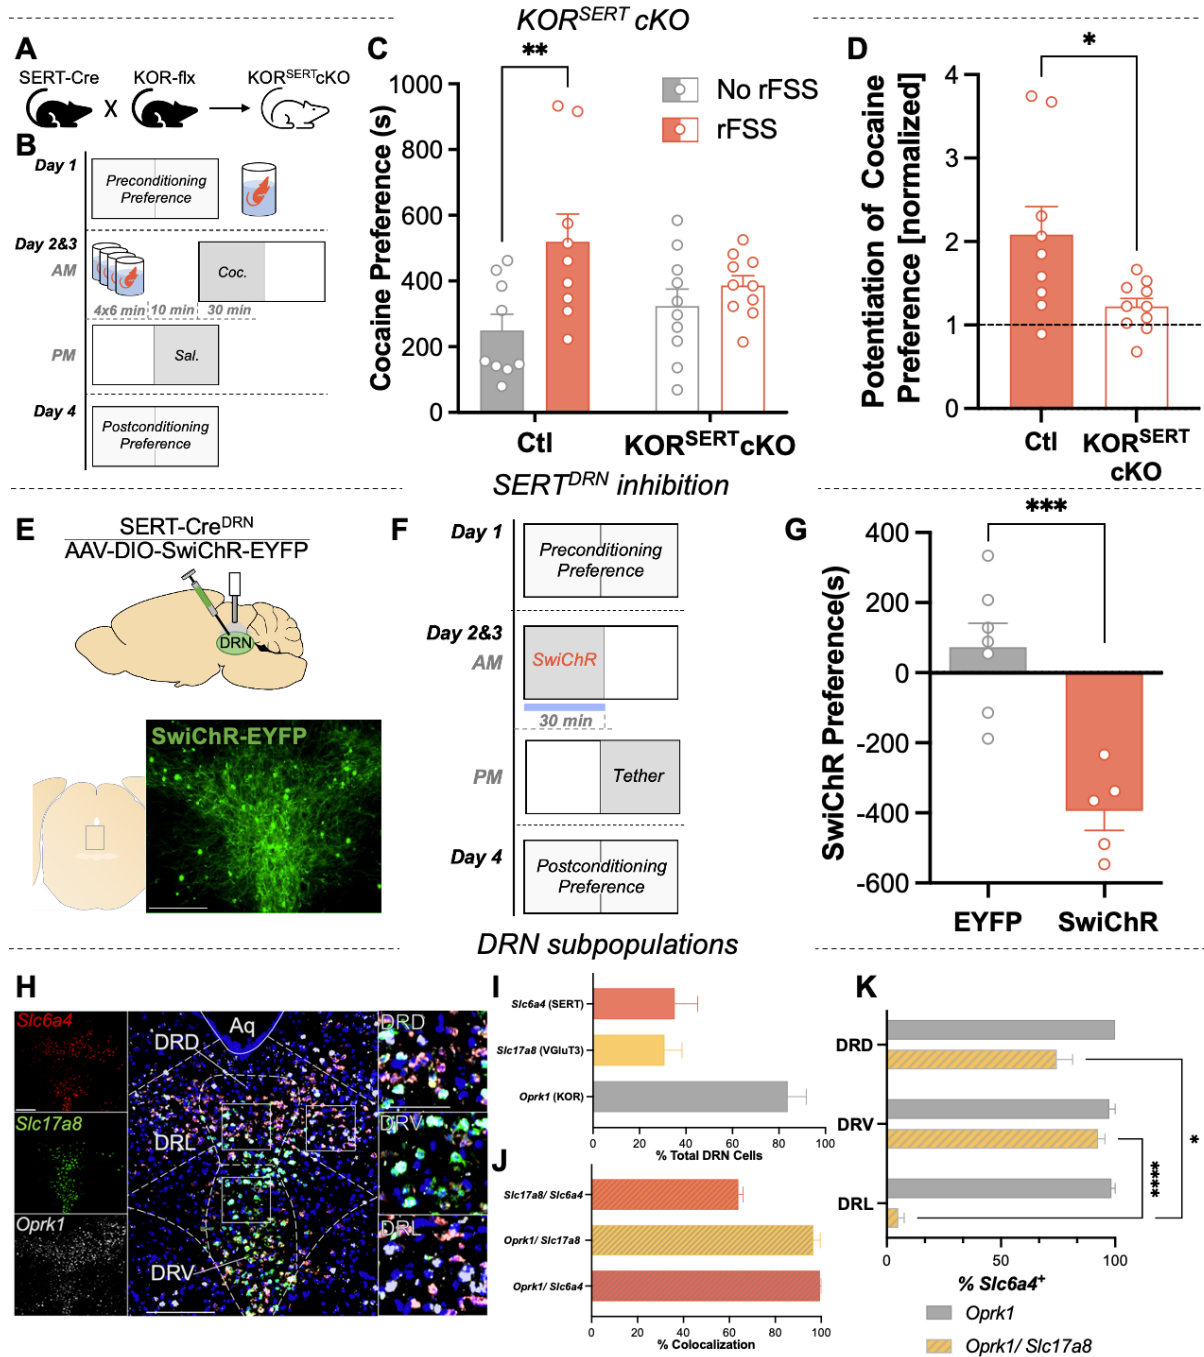 KOR^SERT cKO
A
SERT-Cre
KOR-flx
KOR^SERTcKO
X
B
Day 1
Preconditioning
Preference
Day 2&3
AM
Coc.
4x6 min
10 min
30 min
PM
Sal.
Day 4
Postconditioning
Preference
C
**
Cocaine Preference (s)
1000
800
600
400
200
0
No rFSS
rFSS
Ctl
KOR^SERT cKO
D
*
Potentiation of Cocaine
Preference [normalized]
4
3
2
1
0
Ctl
KOR^SERT
cKO
SERT^DRN inhibition
E
SERT-Cre^DRN
AAV-DIO-SwiChR-EYFP
DRN
SwiChR-EYFP
F
Day 1
Preconditioning
Preference
Day 2&3
AM
SwiChR
30 min
PM
Tether
Day 4
Postconditioning
Preference
G
***
SwiChR Preference(s)
400
200
0
-200
-400
-600
EYFP
SwiChR
DRN subpopulations
H
Slc6a4
Slc17a8
Oprk1
Aq
DRD
DRL
DRV
DRD
DRV
DRL
I
Slc6a4 (SERT)
Slc17a8 (VGluT3)
Oprk1 (KOR)
0 20 40 60 80 100
% Total DRN Cells
J
Slc17a8/ Slc6a4
Oprk1/ Slc17a8
Oprk1/ Slc6a4
0 20 40 60 80 100
% Colocalization
K
DRD
DRV
DRL
****
*
0 50 100
% Slc6a4⁺
Oprk1
Oprk1/ Slc17a8